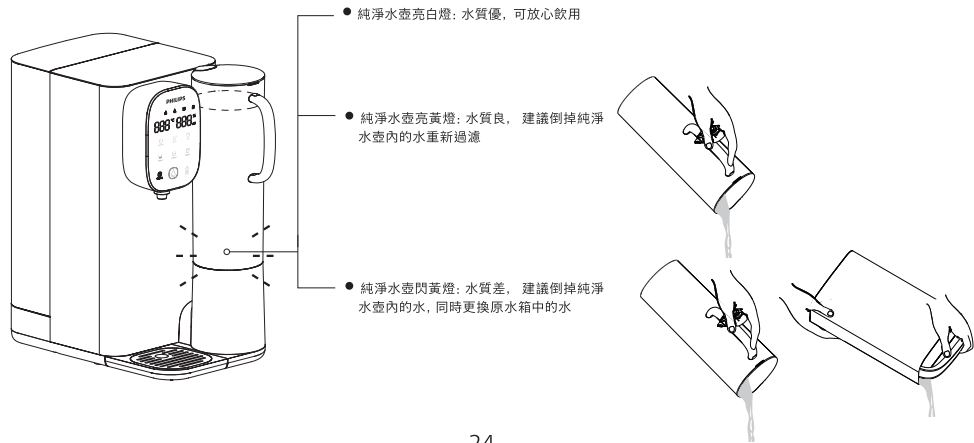 ● 純淨水壺亮白燈: 水質優, 可放心飲用
PHILIPS
888°C 888
● 純淨水壺亮黃燈: 水質良, 建議倒掉純淨
水壺內的水重新過濾
● 純淨水壺閃黃燈: 水質差, 建議倒掉純淨
水壺內的水, 同時更換原水箱中的水
24